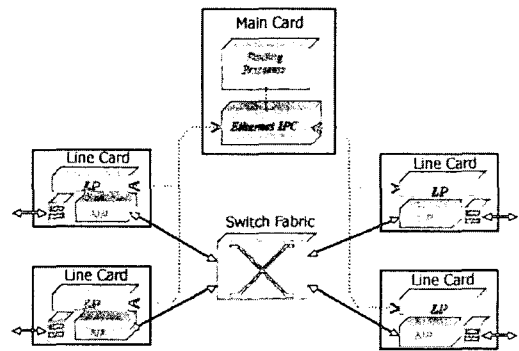 Main Card
Routing
Processor
Ethernet IPC
Line Card
LP
Line Card
LP
Switch Fabric
Line Card
LP
Line Card
LP